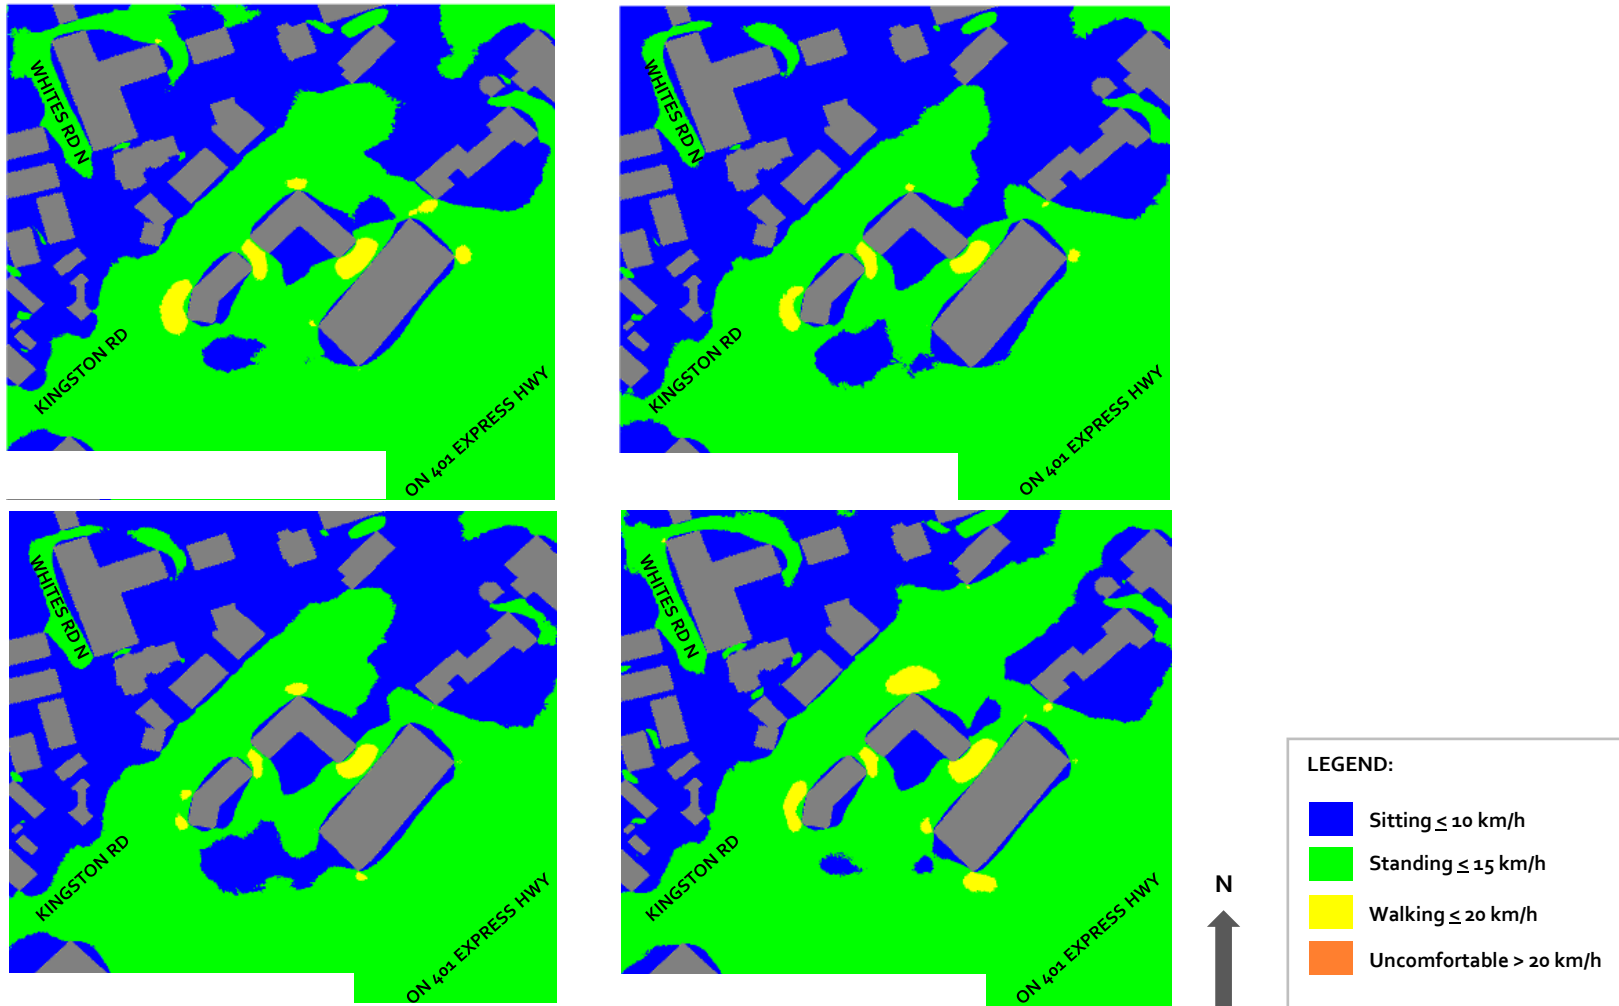 WHITES RD N
KINGSTON RD
ON 401 EXPRESS HWY
WHITES RD N
KINGSTON RD
ON 401 EXPRESS HWY
WHITES RD N
KINGSTON RD
ON 401 EXPRESS HWY
WHITES RD N
KINGSTON RD
ON 401 EXPRESS HWY
N
LEGEND:
Sitting ≤ 10 km/h
Standing ≤ 15 km/h
Walking ≤ 20 km/h
Uncomfortable > 20 km/h